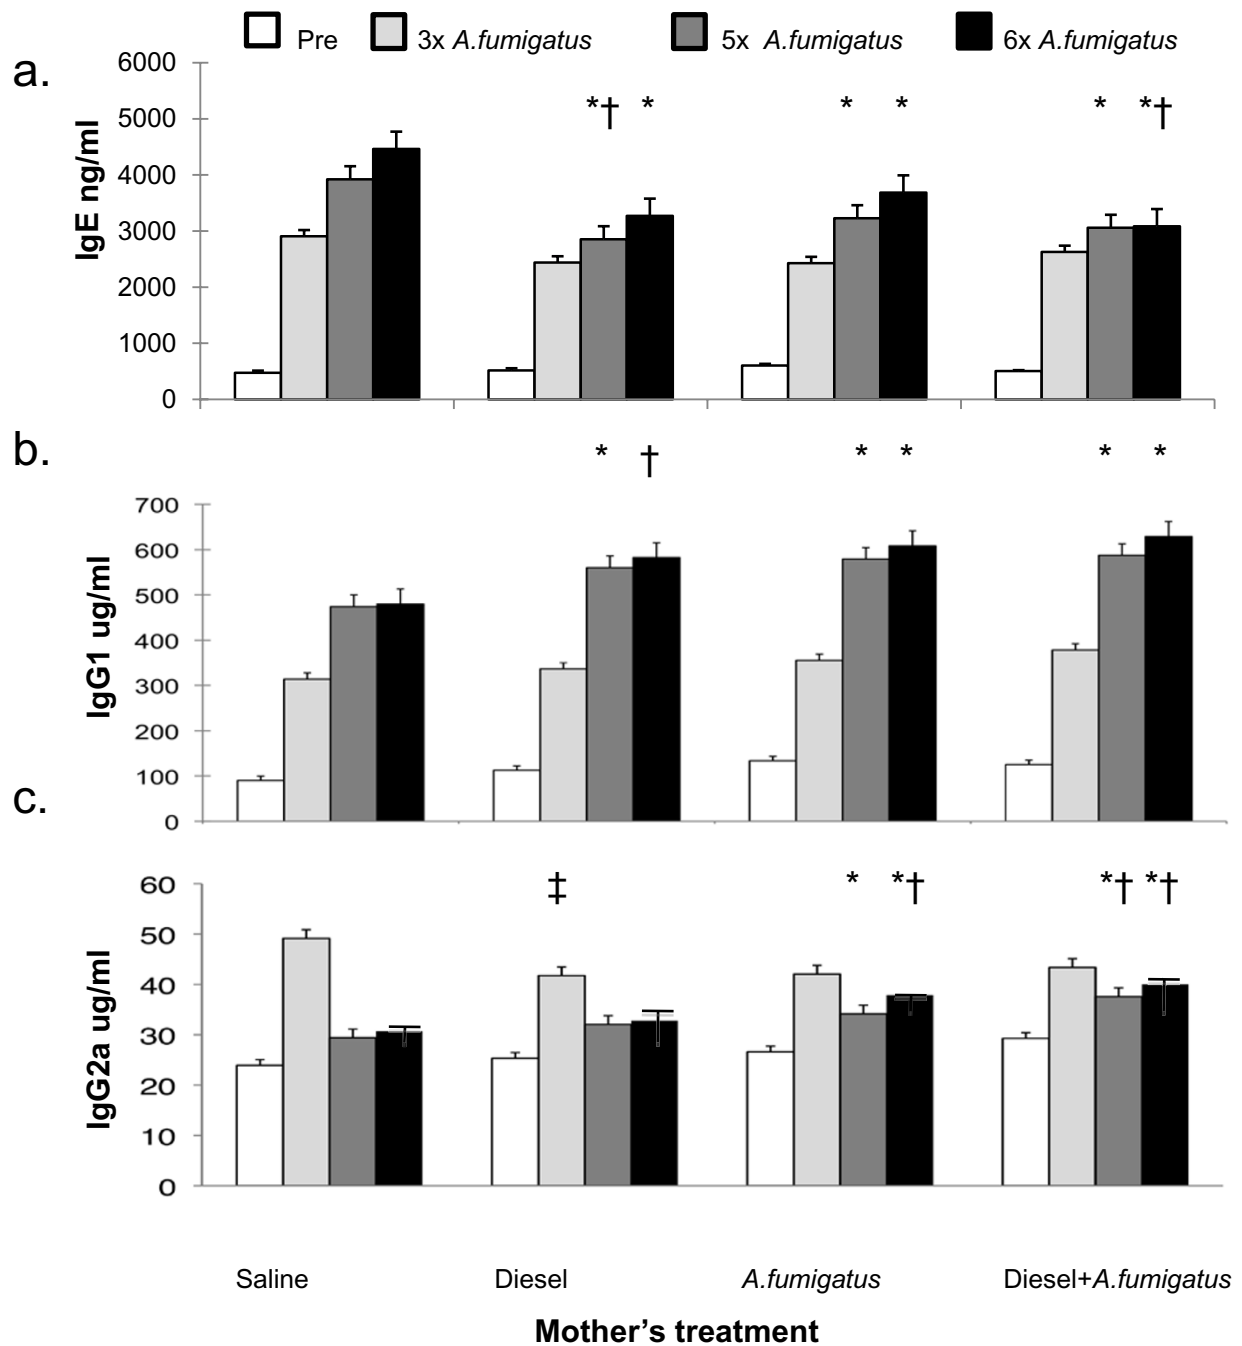 Pre 3x A.fumigatus 5x A.fumigatus 6x A.fumigatus
a.
IgE ng/ml
6000
5000
4000
3000
2000
1000
0
*† * * * * *†
b.
IgG1 ug/ml
700
600
500
400
300
200
100
0
* † * * * *
c.
IgG2a ug/ml
60
50
40
30
20
10
0
‡ * *† *† *†
Saline Diesel A.fumigatus Diesel+A.fumigatus
Mother's treatment